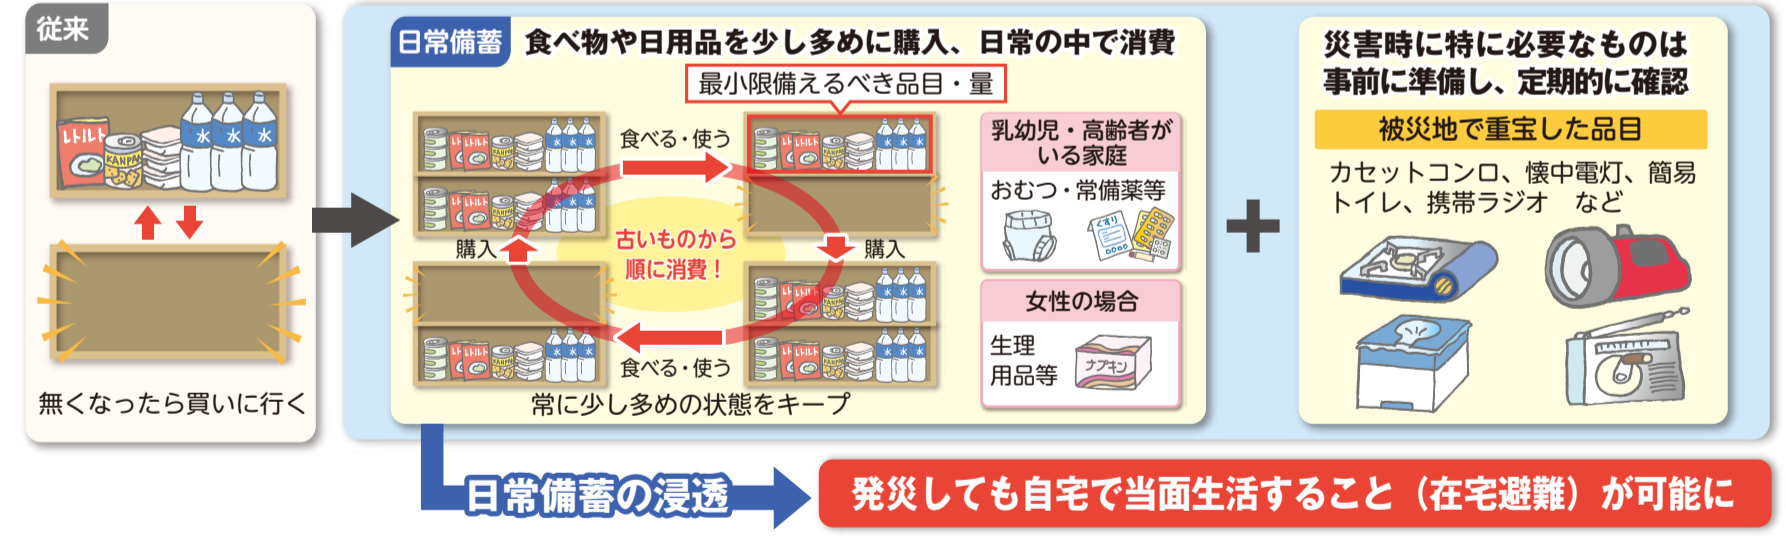 従来
無くなったら買いに行く
日常備蓄
食べ物や日用品を少し多めに購入、日常の中で消費
最小限備えるべき品目・量
食べる・使う
購入
古いものから
順に消費！
購入
食べる・使う
常に少し多めの状態をキープ
レトルト
KANPAN
水 水 水
乳幼児・高齢者が
いる家庭
おむつ・常備薬等
くすり
女性の場合
生理
用品等
ナプキン
災害時に特に必要なものは
事前に準備し、定期的に確認
被災地で重宝した品目
カセットコンロ、懐中電灯、簡易
トイレ、携帯ラジオ　など
日常備蓄の浸透
発災しても自宅で当面生活すること（在宅避難）が可能に